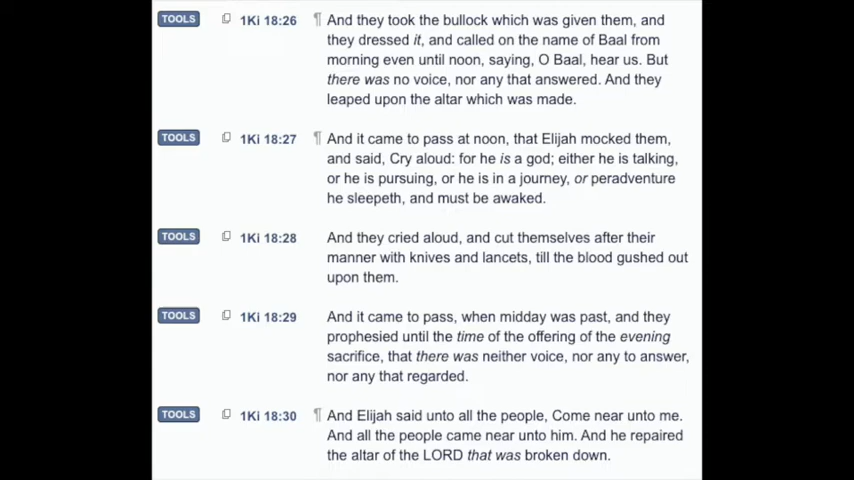 TOOLS 1Ki 18:26 ¶ And they took the bullock which was given them, and
they dressed it, and called on the name of Baal from
morning even until noon, saying, O Baal, hear us. But
there was no voice, nor any that answered. And they
leaped upon the altar which was made.
TOOLS 1Ki 18:27 ¶ And it came to pass at noon, that Elijah mocked them,
and said, Cry aloud: for he is a god; either he is talking,
or he is pursuing, or he is in a journey, or peradventure
he sleepeth, and must be awaked.
TOOLS 1Ki 18:28 And they cried aloud, and cut themselves after their
manner with knives and lancets, till the blood gushed out
upon them.
TOOLS 1Ki 18:29 And it came to pass, when midday was past, and they
prophesied until the time of the offering of the evening
sacrifice, that there was neither voice, nor any to answer,
nor any that regarded.
TOOLS 1Ki 18:30 ¶ And Elijah said unto all the people, Come near unto me.
And all the people came near unto him. And he repaired
the altar of the LORD that was broken down.